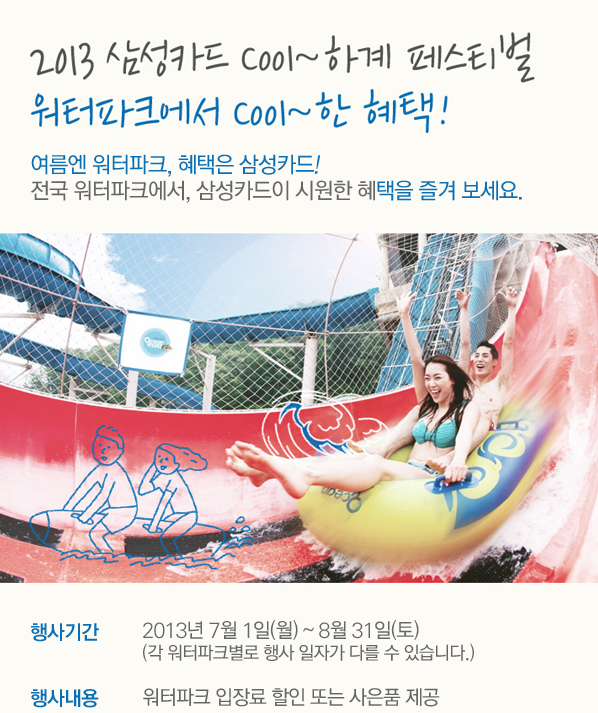 2013 삼성카드 Cool~하계 페스티벌
워터파크에서 Cool~한 혜택!
여름엔 워터파크, 혜택은 삼성카드!
전국 워터파크에서, 삼성카드이 시원한 혜택을 즐겨 보세요.
행사기간 2013년 7월 1일(월) ~ 8월 31일(토)
(각 워터파크별로 행사 일자가 다를 수 있습니다.)
행사내용 워터파크 입장료 할인 또는 사은품 제공